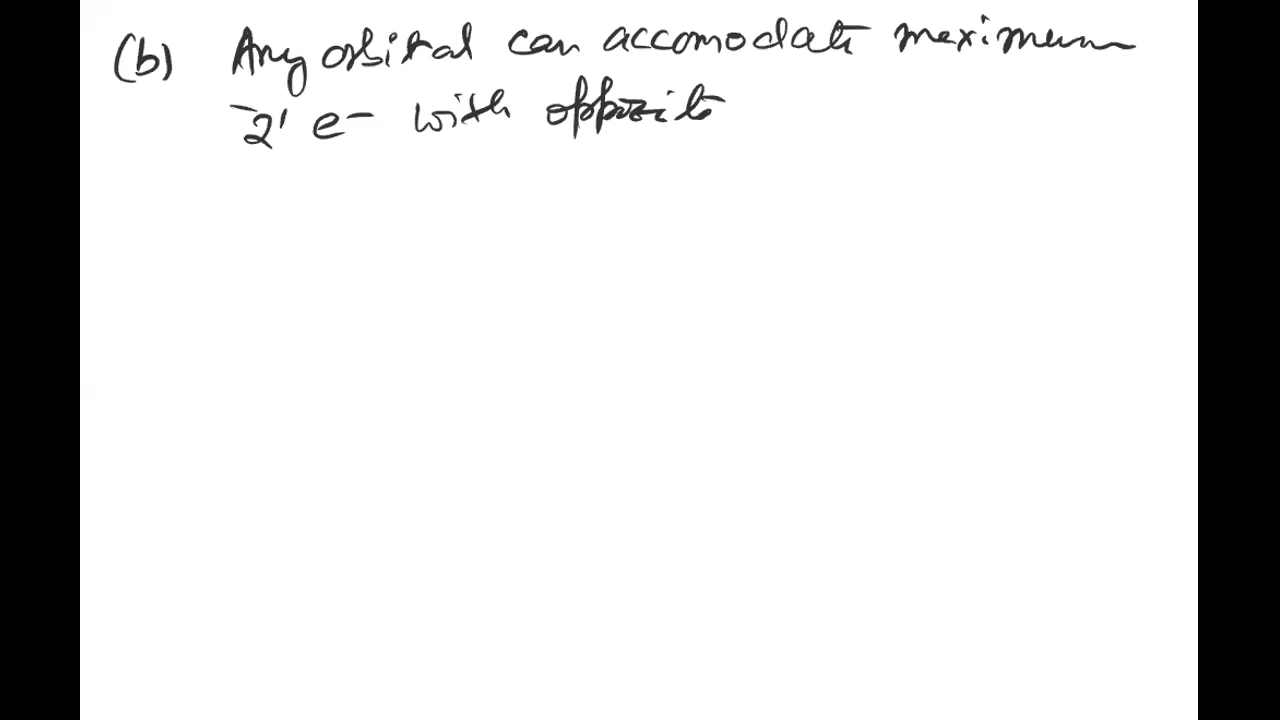 (b) Any orbital can accomodate maximum
'2' e- with opposite